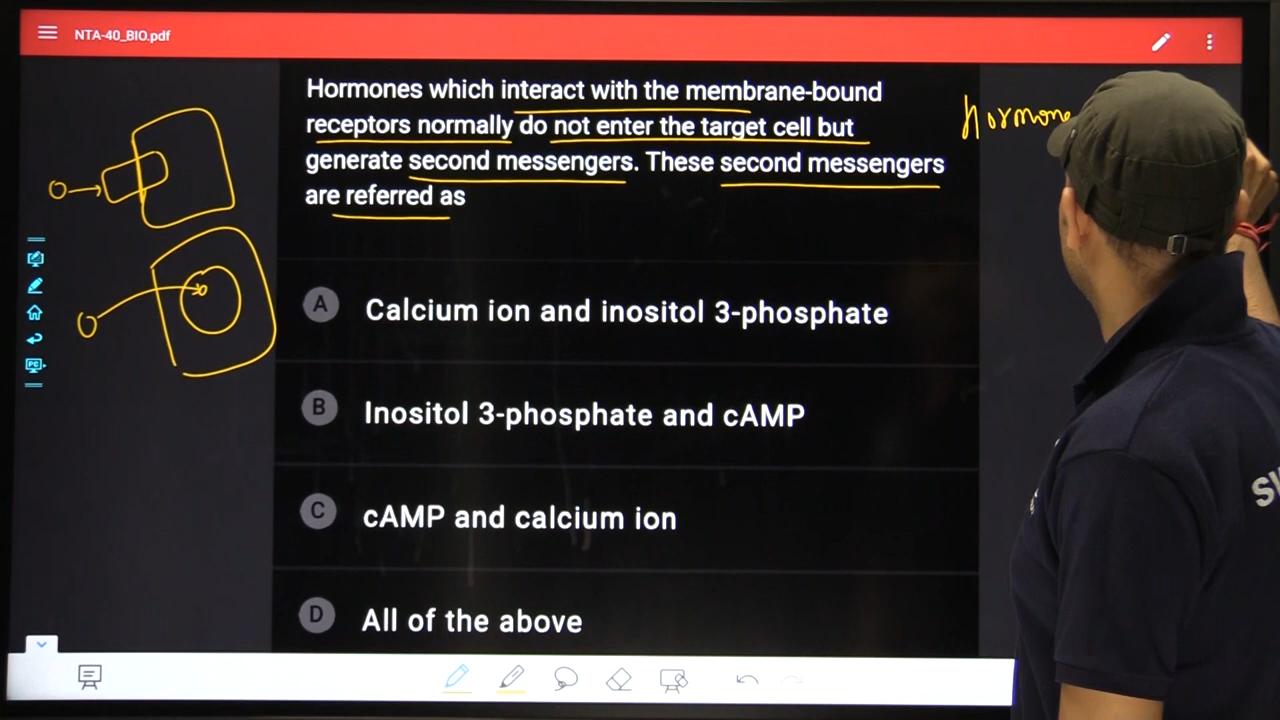 NTA-40_BIO.pdf
Hormones which interact with the membrane-bound
receptors normally do not enter the target cell but
generate second messengers. These second messengers
are referred as
Hormone
A Calcium ion and inositol 3-phosphate
B Inositol 3-phosphate and cAMP
C cAMP and calcium ion
D All of the above